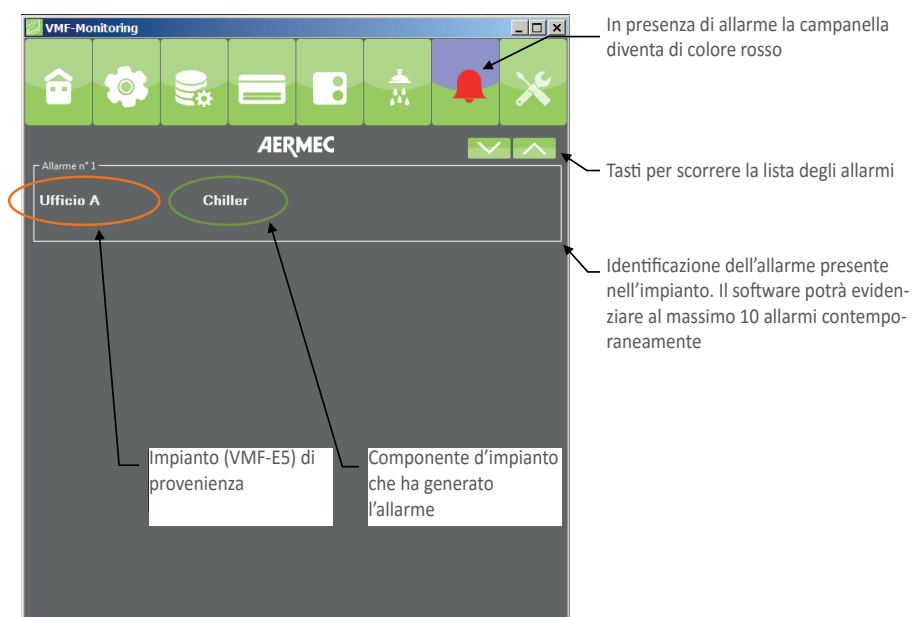 VMF-Monitoring
In presenza di allarme la campanella
diventa di colore rosso
AERMEC
Tasti per scorrere la lista degli allarmi
Allarme n° 1
Ufficio A
Chiller
Identificazione dell'allarme presente
nell'impianto. Il software potrà eviden-
ziare al massimo 10 allarmi contempo-
raneamente
Impianto (VMF-E5) di
provenienza
Componente d'impianto
che ha generato
l'allarme